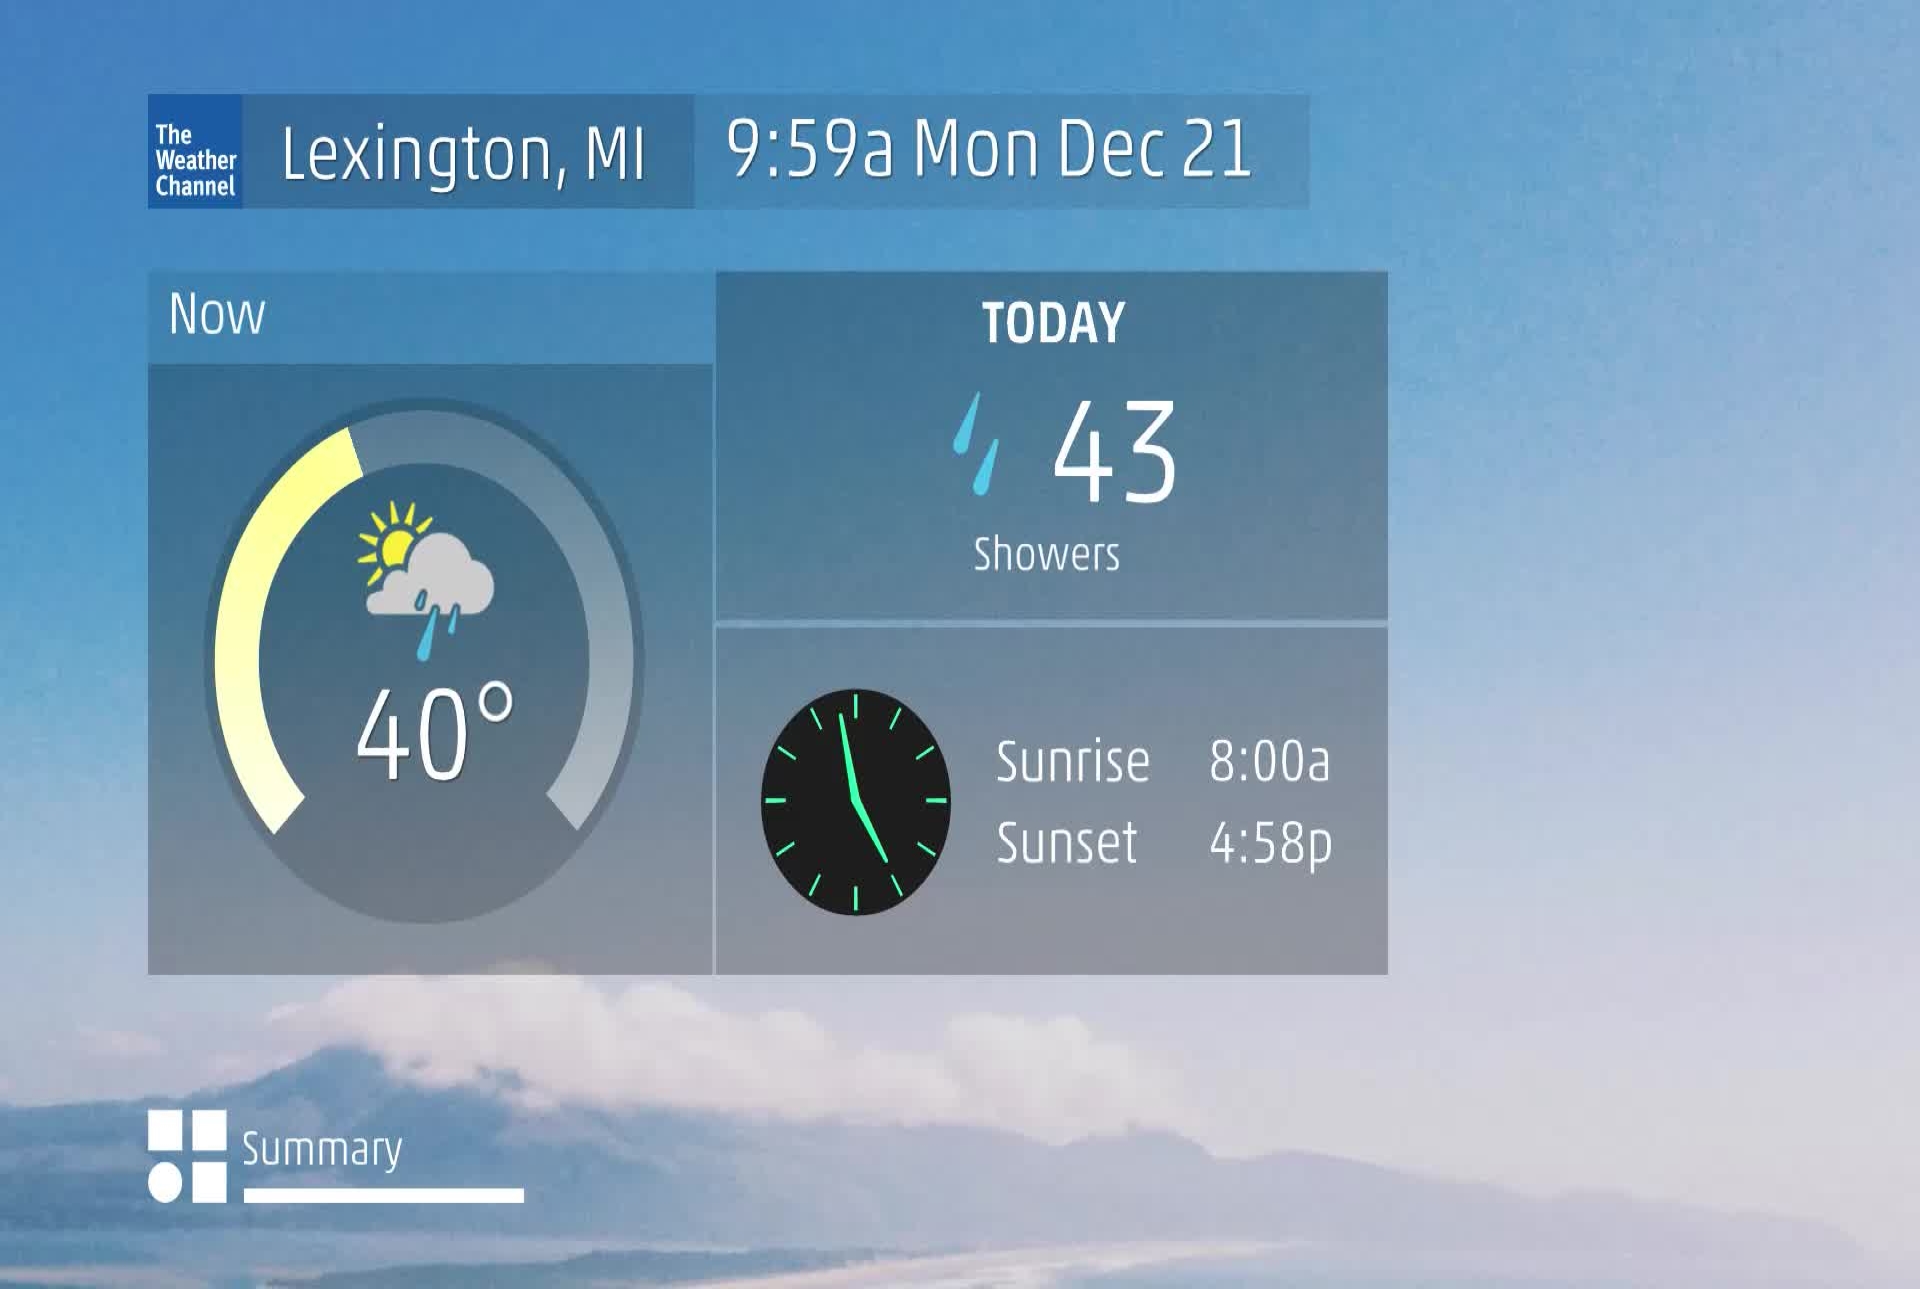 The
Weather
Channel
Lexington, MI
9:59a Mon Dec 21
Now
40°
TODAY
43
Showers
Sunrise 8:00a
Sunset 4:58p
Summary